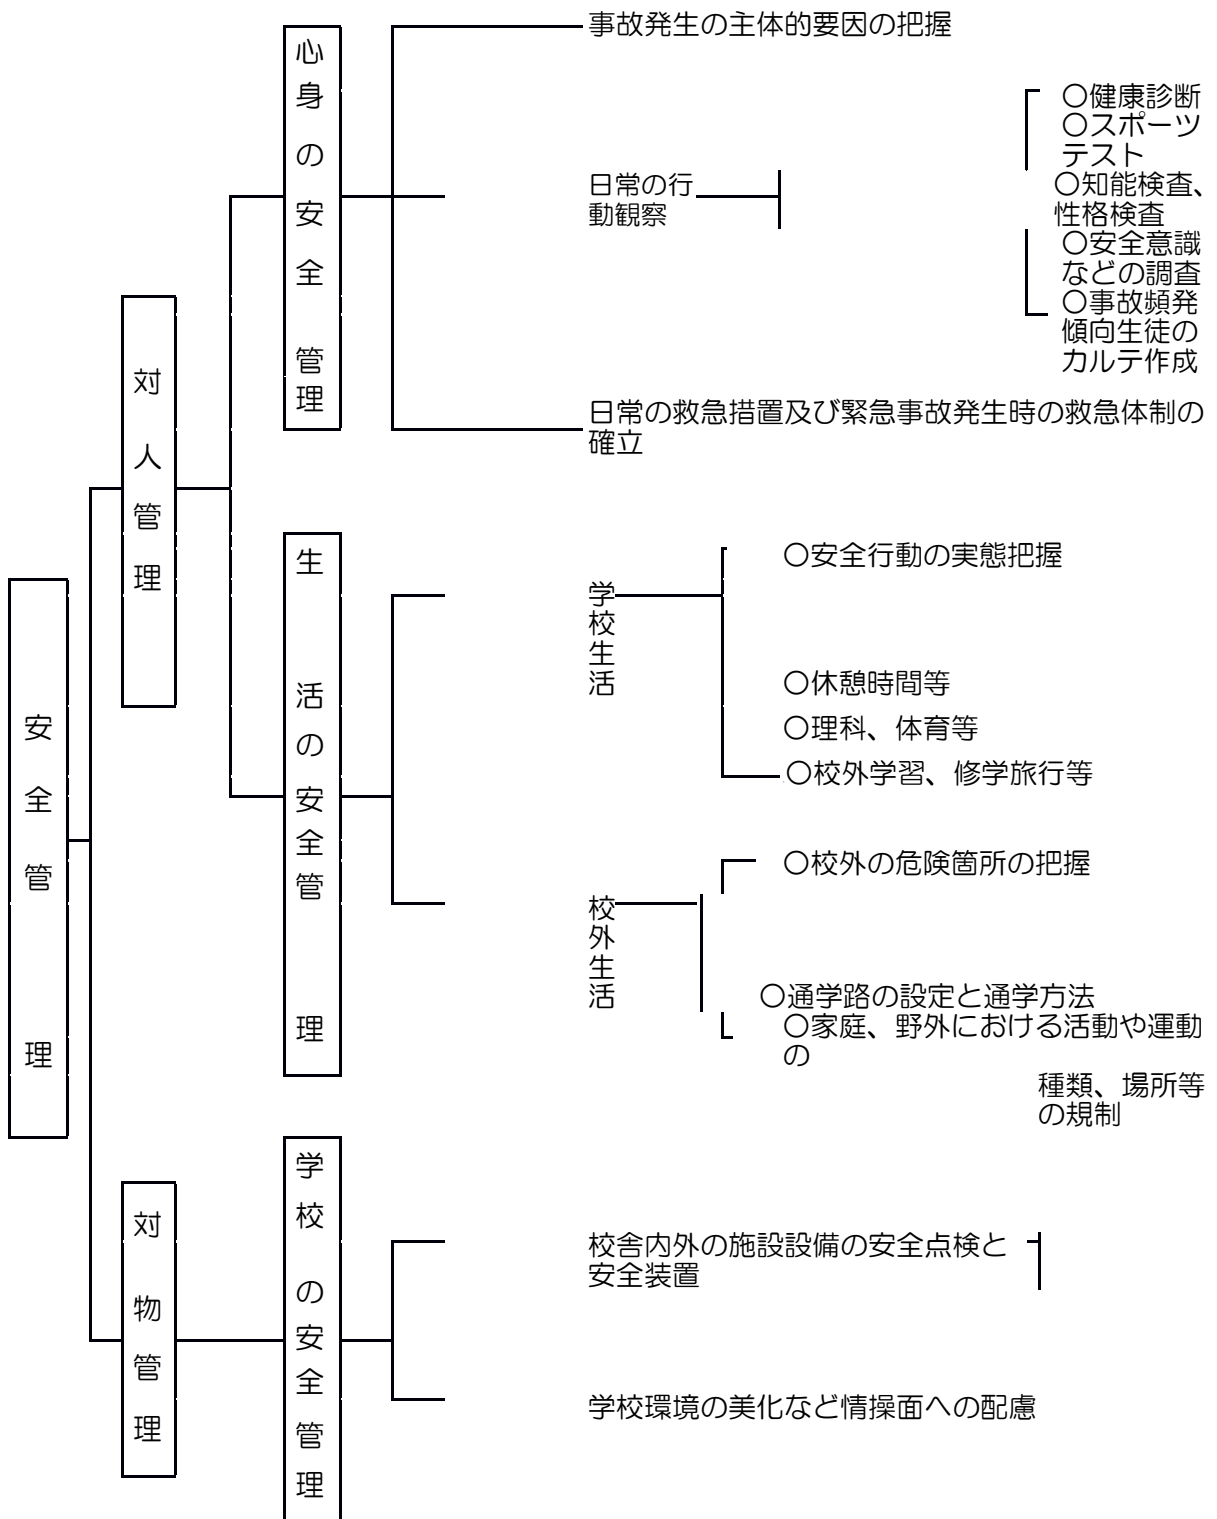 安全管理
対人管理
対物管理
心身の安全管理
生活の安全管理
学校の安全管理
事故発生の主体的要因の把握
日常の行
動観察
〇健康診断
〇スポーツ
テスト
〇知能検査、
性格検査
〇安全意識
などの調査
〇事故頻発
傾向生徒の
カルテ作成
日常の救急措置及び緊急事故発生時の救急体制の
確立
学校生活
〇安全行動の実態把握
〇休憩時間等
〇理科、体育等
〇校外学習、修学旅行等
校外生活
〇校外の危険箇所の把握
〇通学路の設定と通学方法
〇家庭、野外における活動や運動
の
種類、場所等
の規制
校舎内外の施設設備の安全点検と
安全装置
学校環境の美化など情操面への配慮